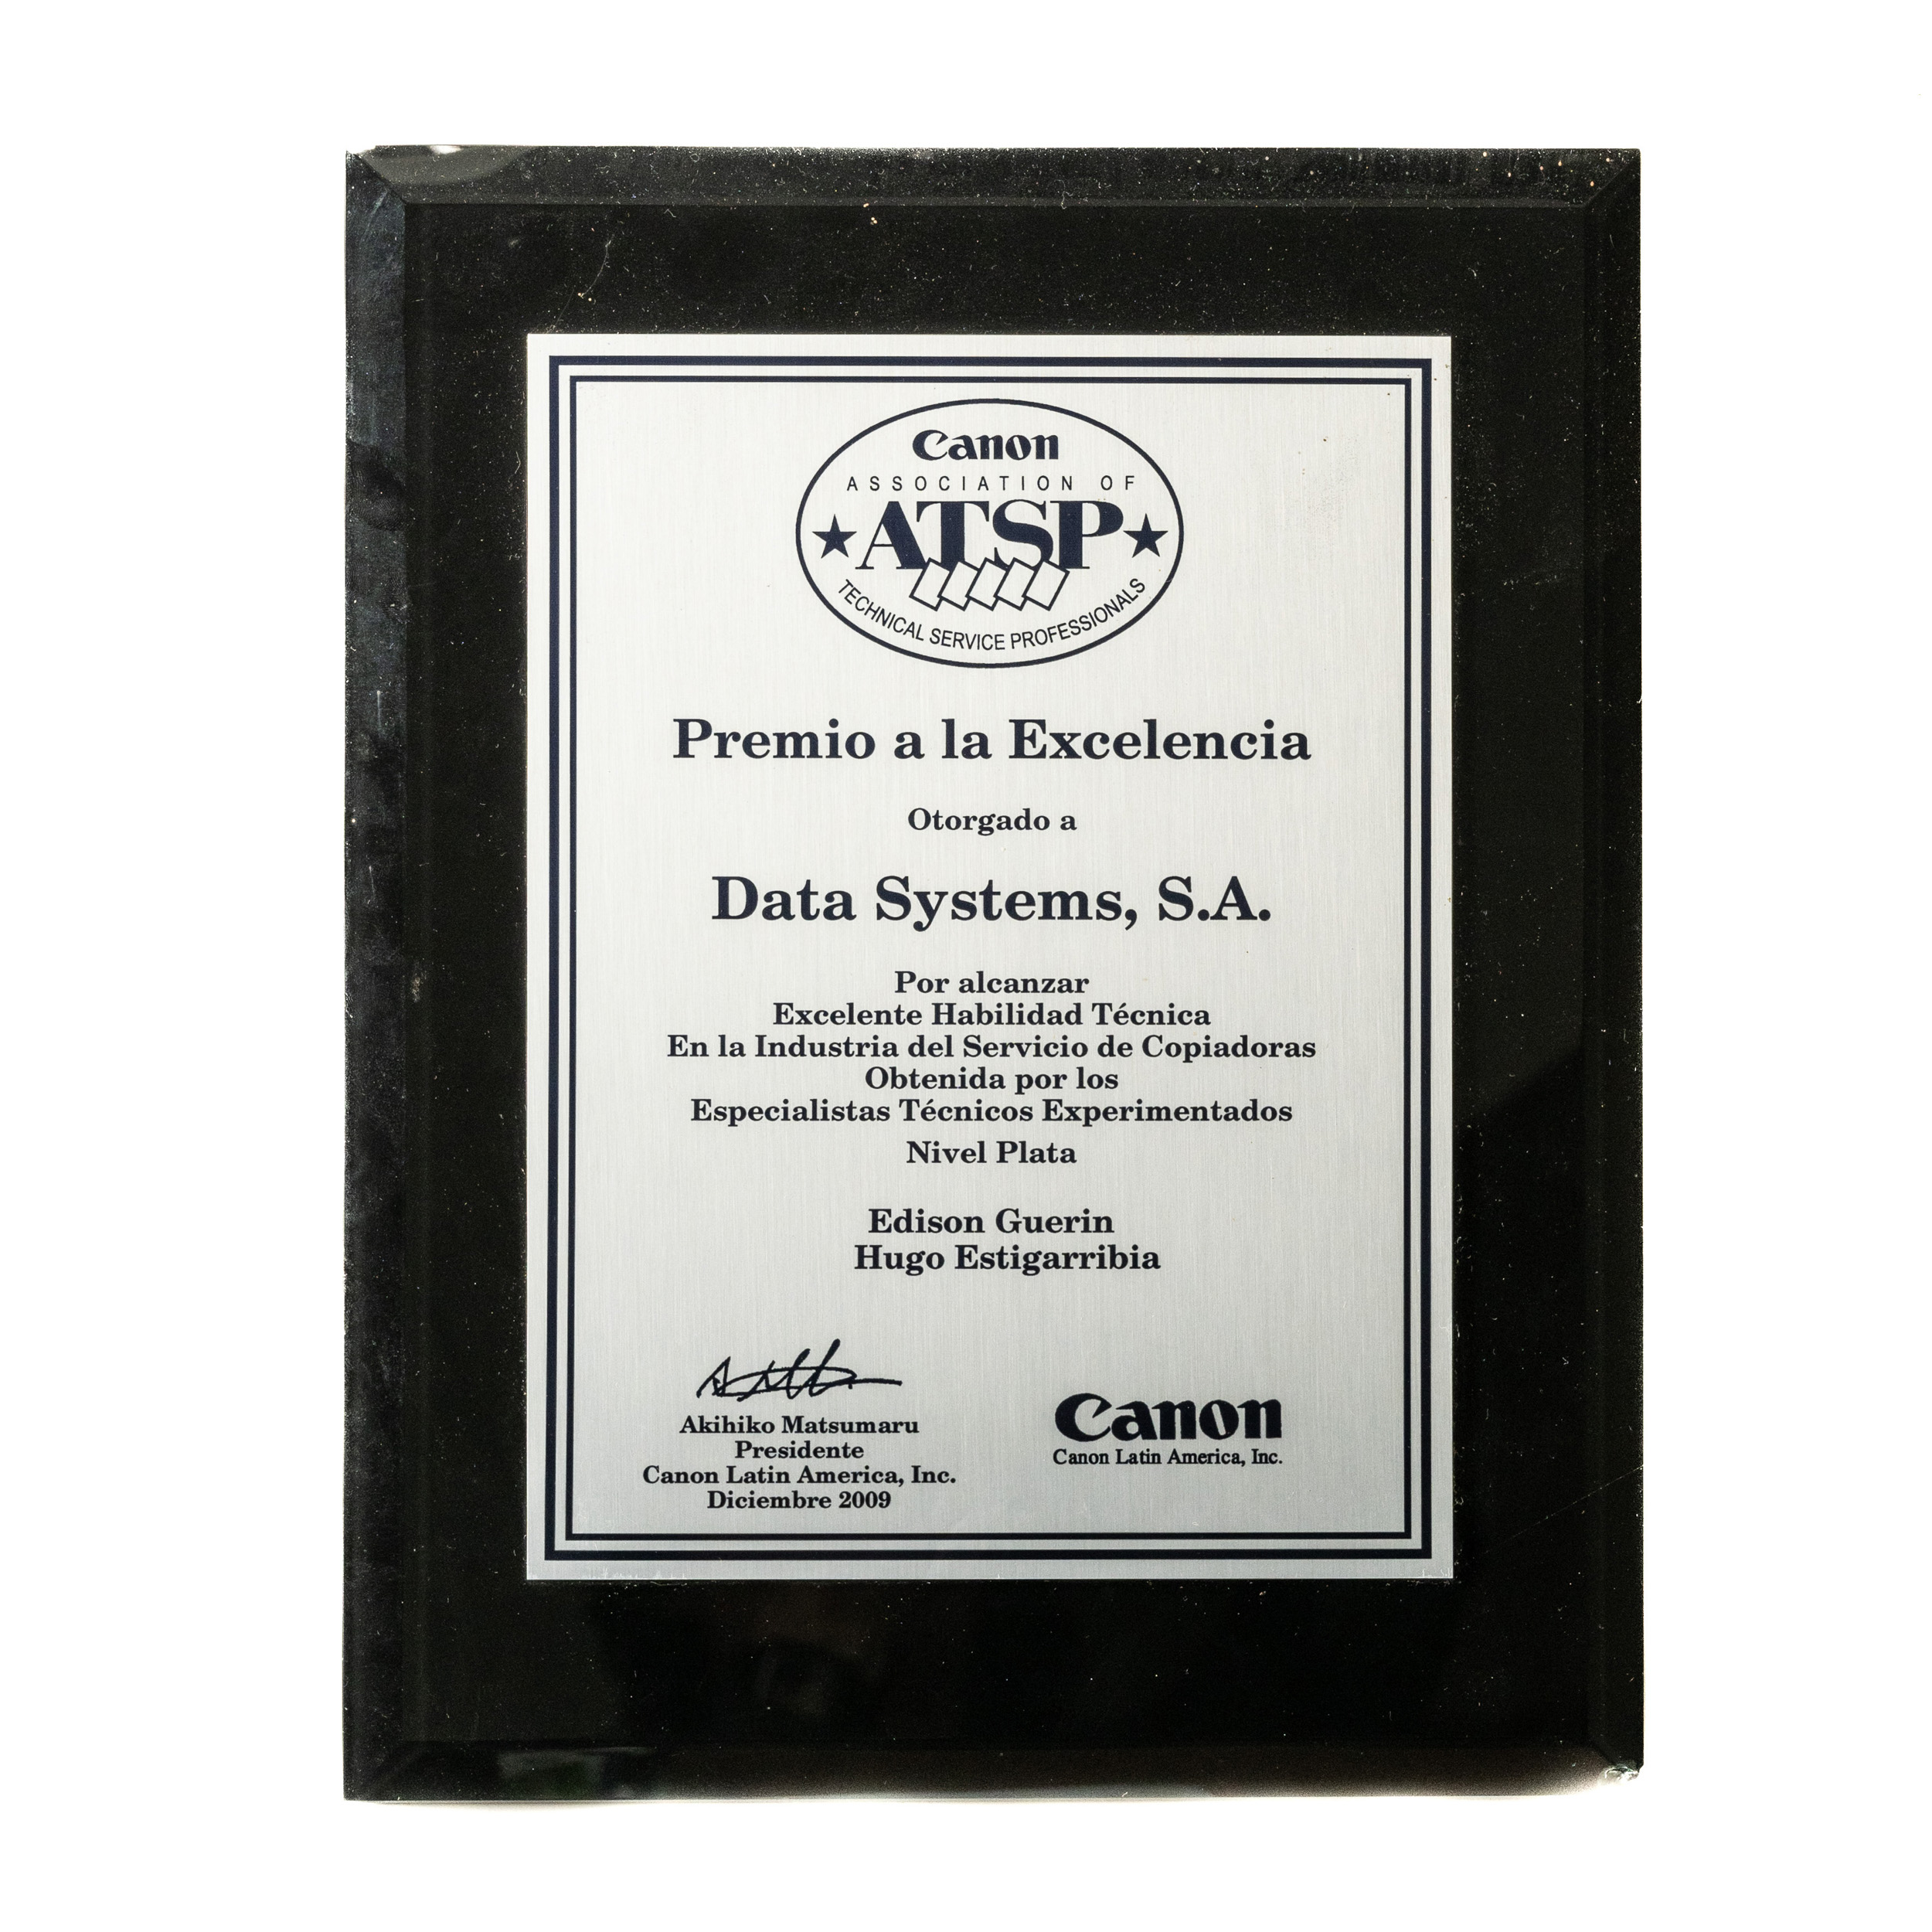 Canon
ASSOCIATION OF
ATSP
TECHNICAL SERVICE PROFESSIONALS
Premio a la Excelencia
Otorgado a
Data Systems, S.A.
Por alcanzar
Excelente Habilidad Técnica
En la Industria del Servicio de Copiadoras
Obtenida por los
Especialistas Técnicos Experimentados
Nivel Plata
Edison Guerin
Hugo Estigarribia
Akihiko Matsumaru
Presidente
Canon Latin America, Inc.
Diciembre 2009
Canon
Canon Latin America, Inc.